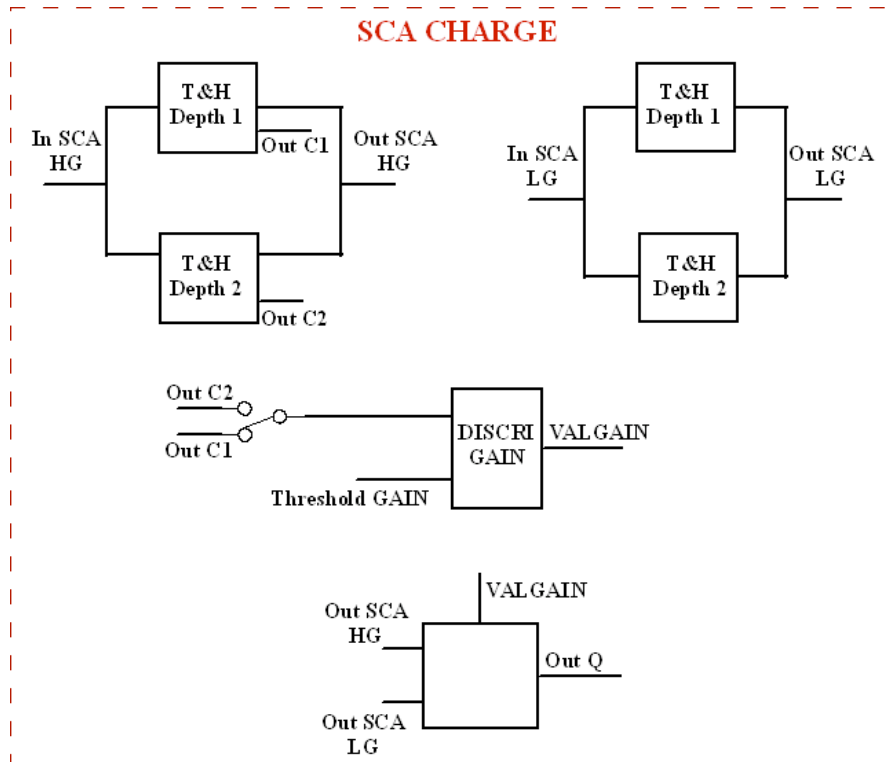 SCA CHARGE
T&H
Depth 1
In SCA
HG
Out C1
Out SCA
HG
T&H
Depth 2
Out C2
T&H
Depth 1
In SCA
LG
Out SCA
LG
T&H
Depth 2
Out C2
Out C1
DISCRI
GAIN
VALGAIN
Threshold GAIN
VALGAIN
Out SCA
HG
Out Q
Out SCA
LG